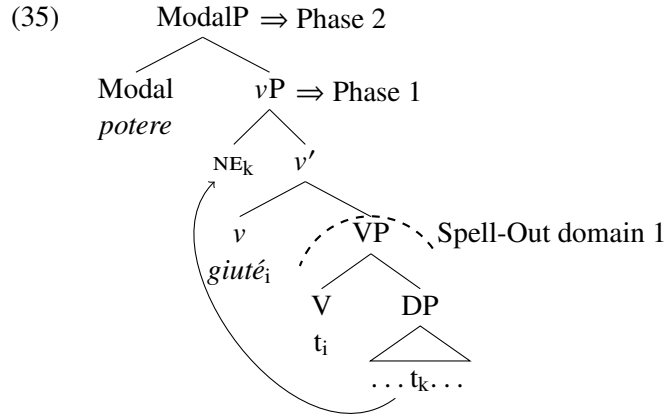 (35) ModalP ⇒ Phase 2
Modal vP ⇒ Phase 1
potere
NEₖ v′
v VP Spell-Out domain 1
giutéᵢ
V DP
tᵢ
…tₖ…